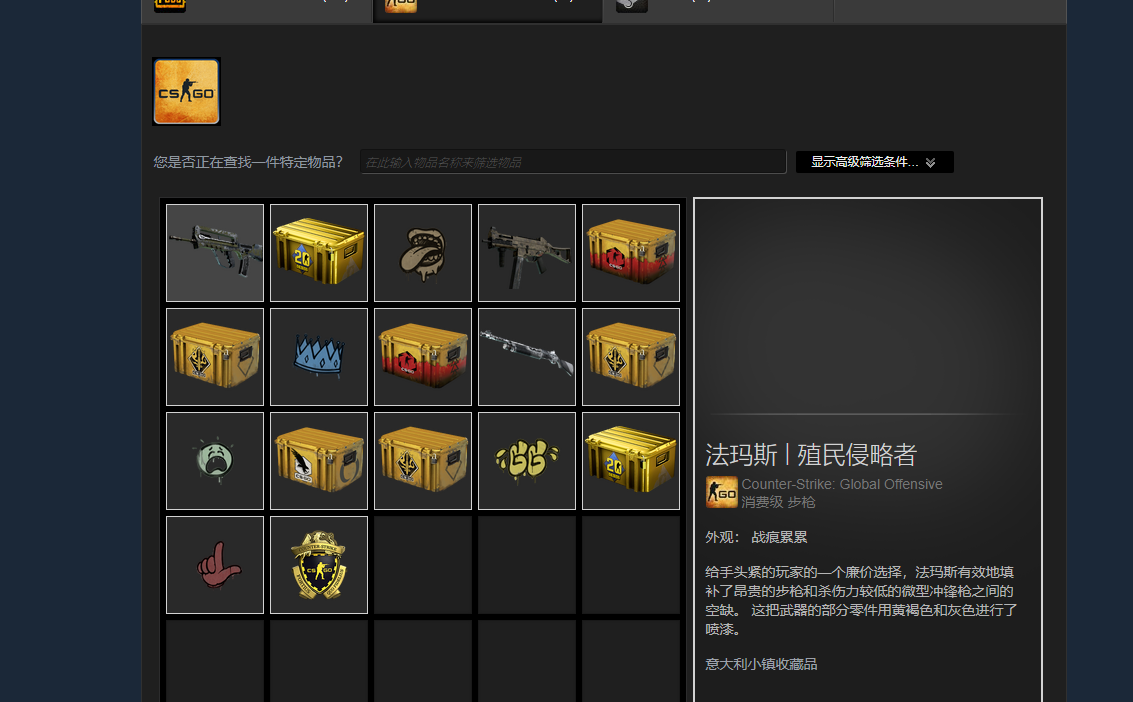 CS GO
您是否正在查找一件特定物品？
在此输入物品名称来筛选物品
显示高级筛选条件...
法玛斯 | 殖民侵略者
GO
Counter-Strike: Global Offensive
消费级 步枪
外观： 战痕累累
给手头紧的玩家的一个廉价选择，法玛斯有效地填
补了昂贵的步枪和杀伤力较低的微型冲锋枪之间的
空缺。 这把武器的部分零件用黄褐色和灰色进行了
喷漆。
意大利小镇收藏品